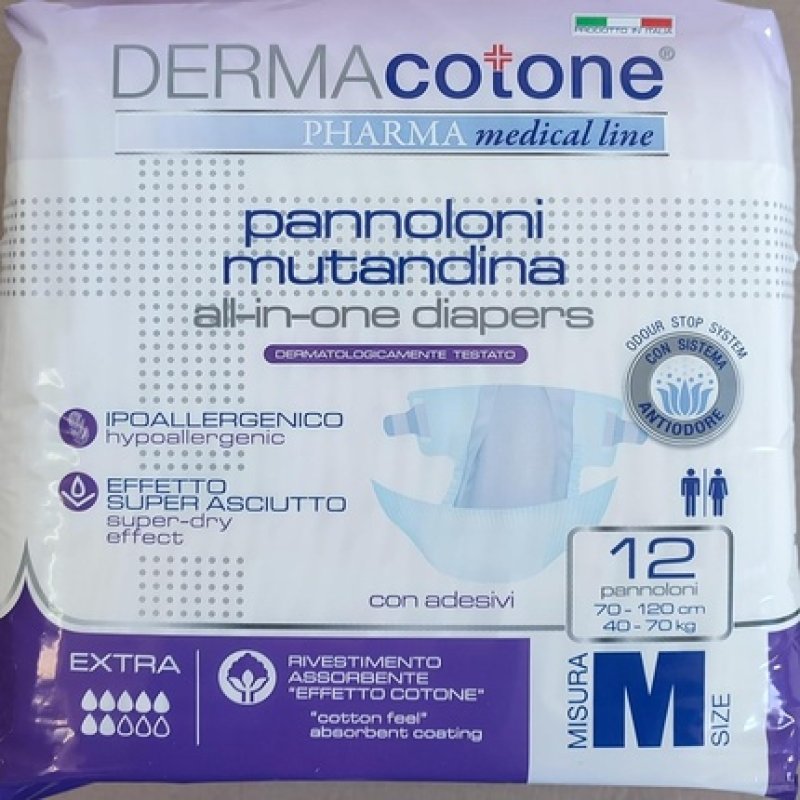 PRODOTTO IN ITALIA
DERMAcotone®
PHARMA medical line
pannoloni
mutandina
all-in-one diapers
DERMATOLOGICAMENTE TESTATO
ODOUR STOP SYSTEM
CON SISTEMA
ANTIODORE
IPOALLERGENICO
hypoallergenic
EFFETTO
SUPER ASCIUTTO
super-dry
effect
con adesivi
12
pannoloni
70 - 120 cm
40 - 70 kg
EXTRA
RIVESTIMENTO
ASSORBENTE
"EFFETTO COTONE"
"cotton feel"
absorbent coating
MISURA
M
SIZE